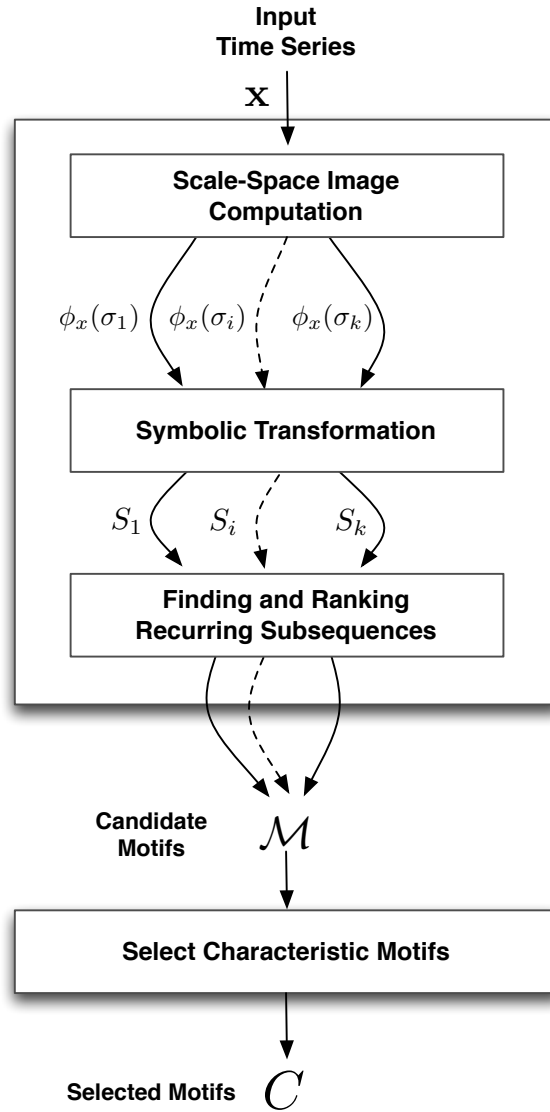 Input
Time Series
x
Scale-Space Image
Computation
ϕₓ(σ₁) ϕₓ(σᵢ) ϕₓ(σₖ)
Symbolic Transformation
S₁ Sᵢ Sₖ
Finding and Ranking
Recurring Subsequences
Candidate
Motifs
ℳ
Select Characteristic Motifs
Selected Motifs C